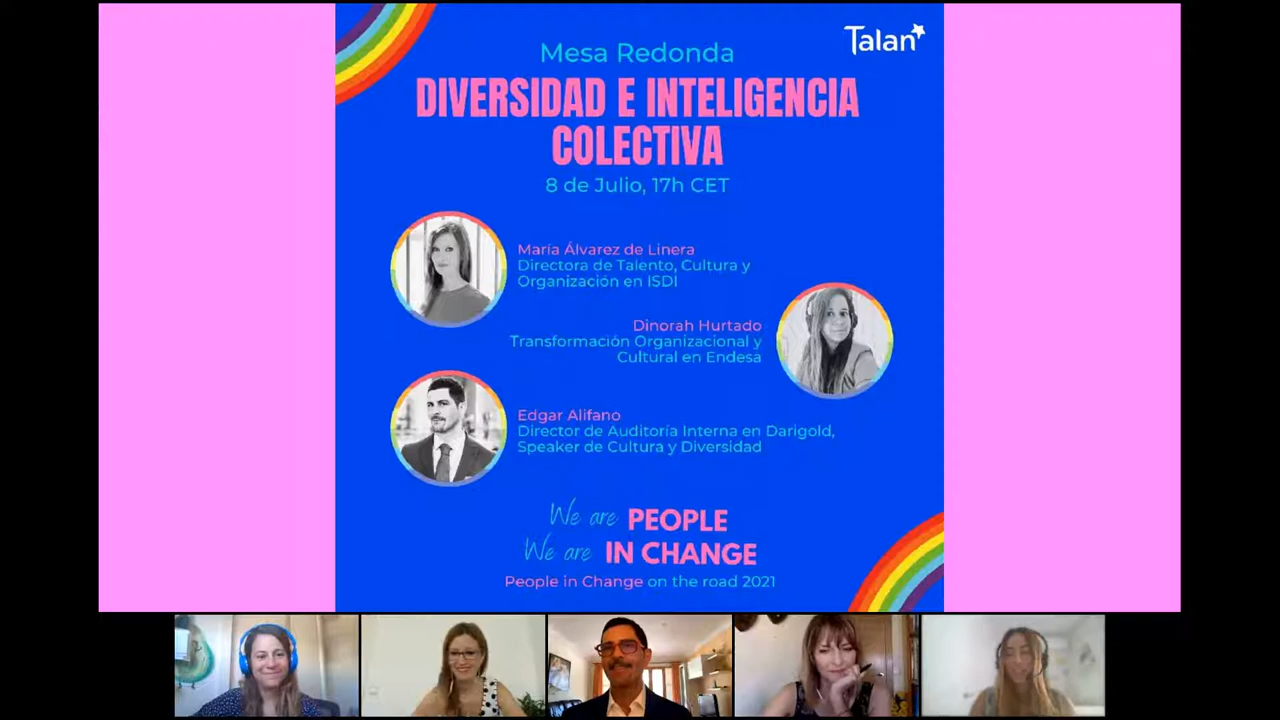 Talan
Mesa Redonda
DIVERSIDAD E INTELIGENCIA
COLECTIVA
8 de Julio, 17h CET
María Álvarez de Linera
Directora de Talento, Cultura y
Organización en ISDI
Dinorah Hurtado
Transformación Organizacional y
Cultural en Endesa
Edgar Alifano
Director de Auditoría Interna en Darigold,
Speaker de Cultura y Diversidad
We are PEOPLE
We are IN CHANGE
People in Change on the road 2021